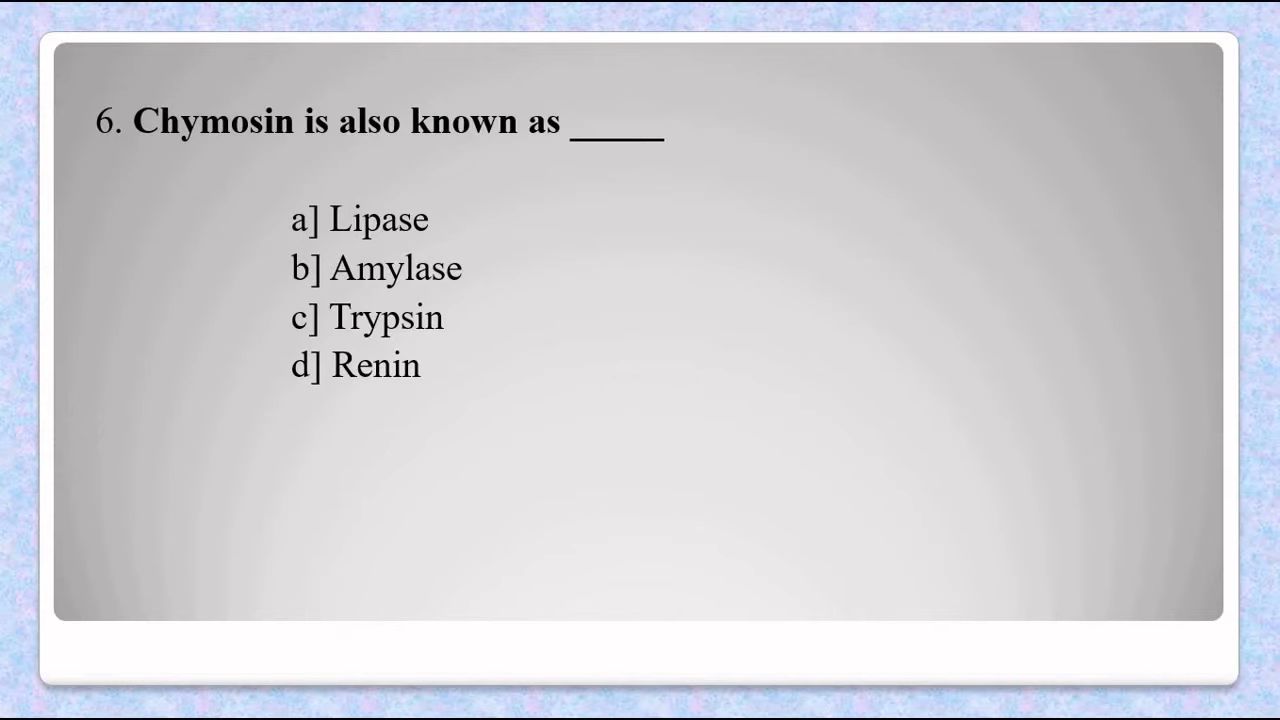 6. Chymosin is also known as _____
a] Lipase
b] Amylase
c] Trypsin
d] Renin